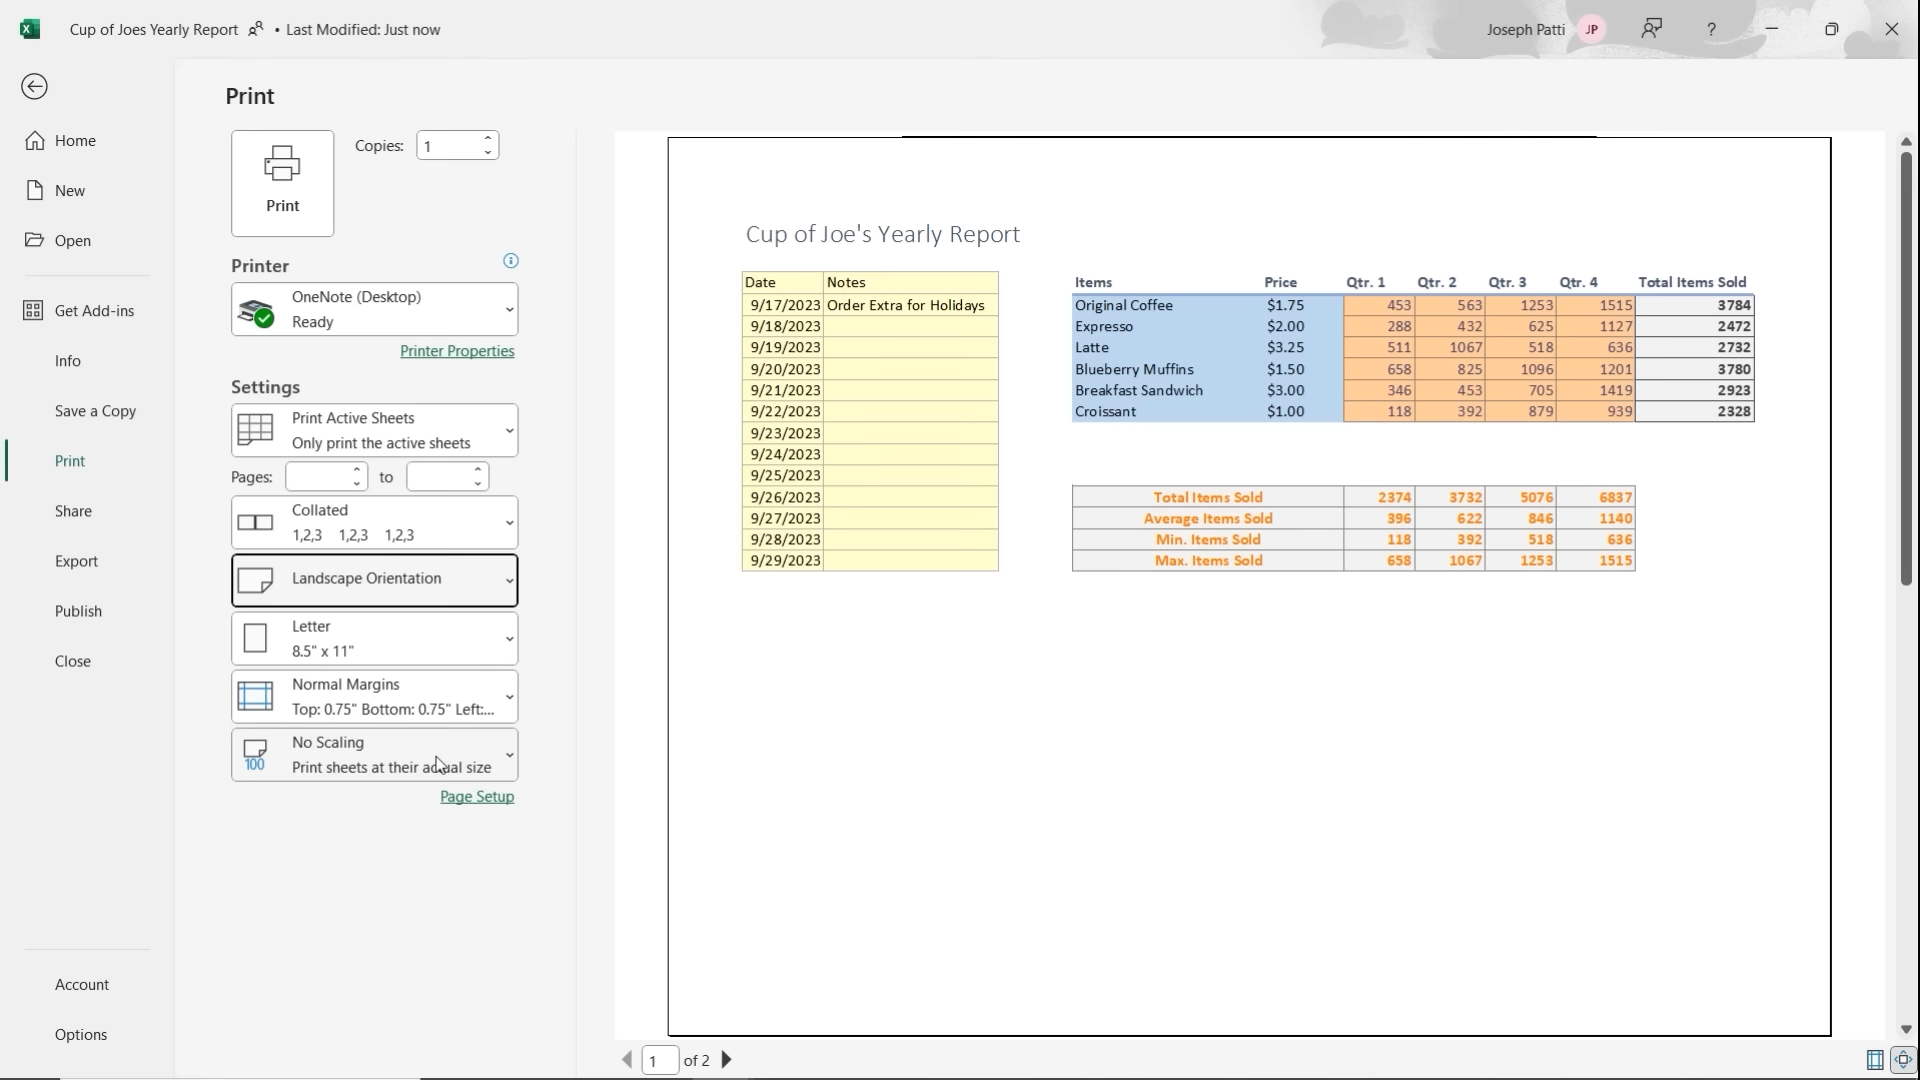 Cup of Joes Yearly Report • Last Modified: Just now
Joseph Patti JP ?
Home
New
Open
Get Add-ins
Info
Save a Copy
Print
Share
Export
Publish
Close
Account
Options
Print
Print
Copies: 1
Printer
OneNote (Desktop)
Ready
Printer Properties
Settings
Print Active Sheets
Only print the active sheets
Pages: to
Collated
1,2,3 1,2,3 1,2,3
Landscape Orientation
Letter
8.5" x 11"
Normal Margins
Top: 0.75" Bottom: 0.75" Left:...
No Scaling
100
Print sheets at their actual size
Page Setup
Cup of Joe's Yearly Report
Date Notes
9/17/2023 Order Extra for Holidays
9/18/2023
9/19/2023
9/20/2023
9/21/2023
9/22/2023
9/23/2023
9/24/2023
9/25/2023
9/26/2023
9/27/2023
9/28/2023
9/29/2023
Items Price Qtr. 1 Qtr. 2 Qtr. 3 Qtr. 4 Total Items Sold
Original Coffee $1.75 453 563 1253 1515 3784
Expresso $2.00 288 432 625 1127 2472
Latte $3.25 511 1067 518 636 2732
Blueberry Muffins $1.50 658 825 1096 1201 3780
Breakfast Sandwich $3.00 346 453 705 1419 2923
Croissant $1.00 118 392 879 939 2328
Total Items Sold 2374 3732 5076 6837
Average Items Sold 396 622 846 1140
Min. Items Sold 118 392 518 636
Max. Items Sold 658 1067 1253 1515
1 of 2